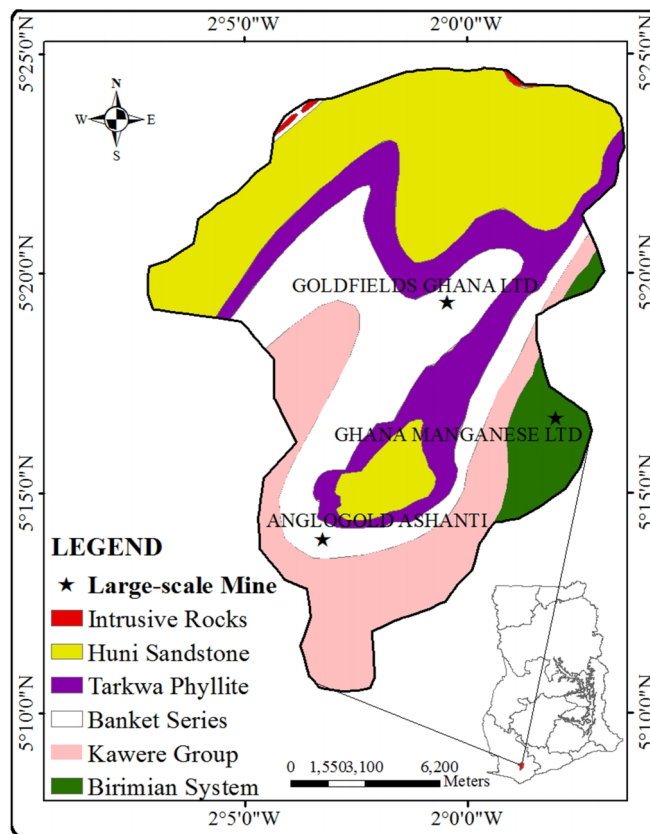 2°5'0"W 2°0'0"W
5°25'0"N 5°25'0"N
N
W E
S
5°20'0"N 5°20'0"N
GOLDFIELDS GHANA LTD
GHANA MANGANESE LTD
5°15'0"N 5°15'0"N
ANGLOGOLD ASHANTI
LEGEND
Large-scale Mine
Intrusive Rocks
Huni Sandstone
Tarkwa Phyllite
Banket Series
Kawere Group
Birimian System
5°10'0"N 5°10'0"N
0 1,5503,100 6,200
Meters
2°5'0"W 2°0'0"W